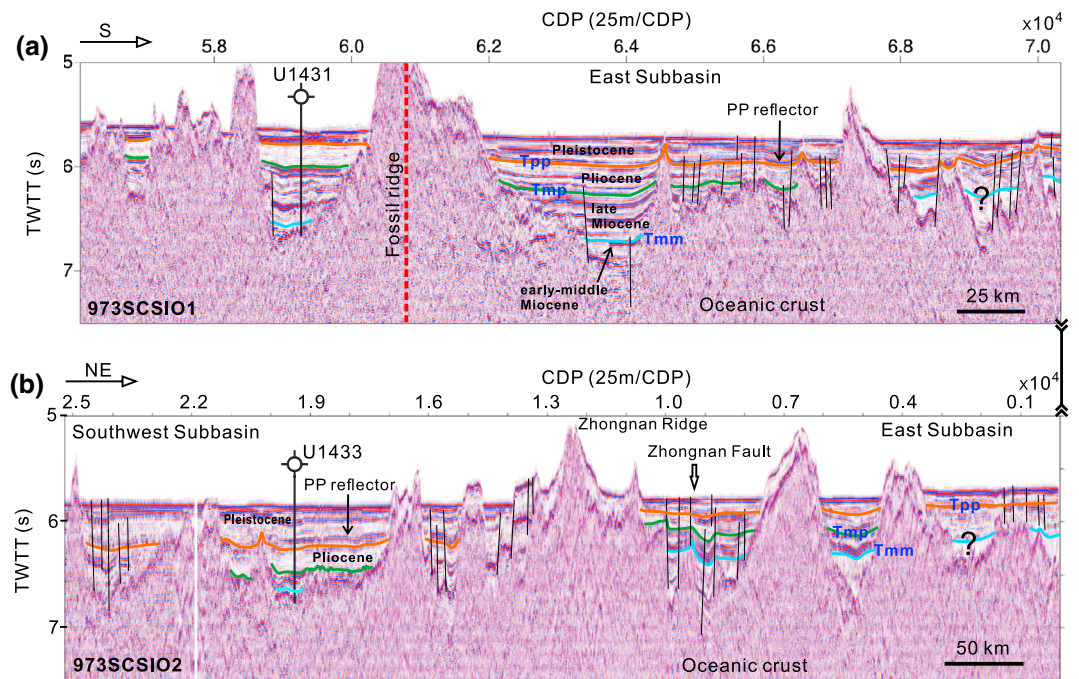 (a)
S
CDP (25m/CDP)
×10⁴
5.8 6.0 6.2 6.4 6.6 6.8 7.0
5
U1431
East Subbasin
PP reflector
Pleistocene
Tpp
6
Pliocene
Tmp
TWTT (s)
Fossil ridge
late
Miocene
?
Tmm
7
early-middle
Miocene
Oceanic crust
973SCSIO1
25 km
(b)
NE
CDP (25m/CDP)
×10⁴
2.5 2.2 1.9 1.6 1.3 1.0 0.7 0.4 0.1
5
Southwest Subbasin
Zhongnan Ridge
East Subbasin
U1433
Zhongnan Fault
PP reflector
Pleistocene
Tpp
6
Tmp
?
Tmm
Pliocene
TWTT (s)
7
973SCSIO2
Oceanic crust
50 km